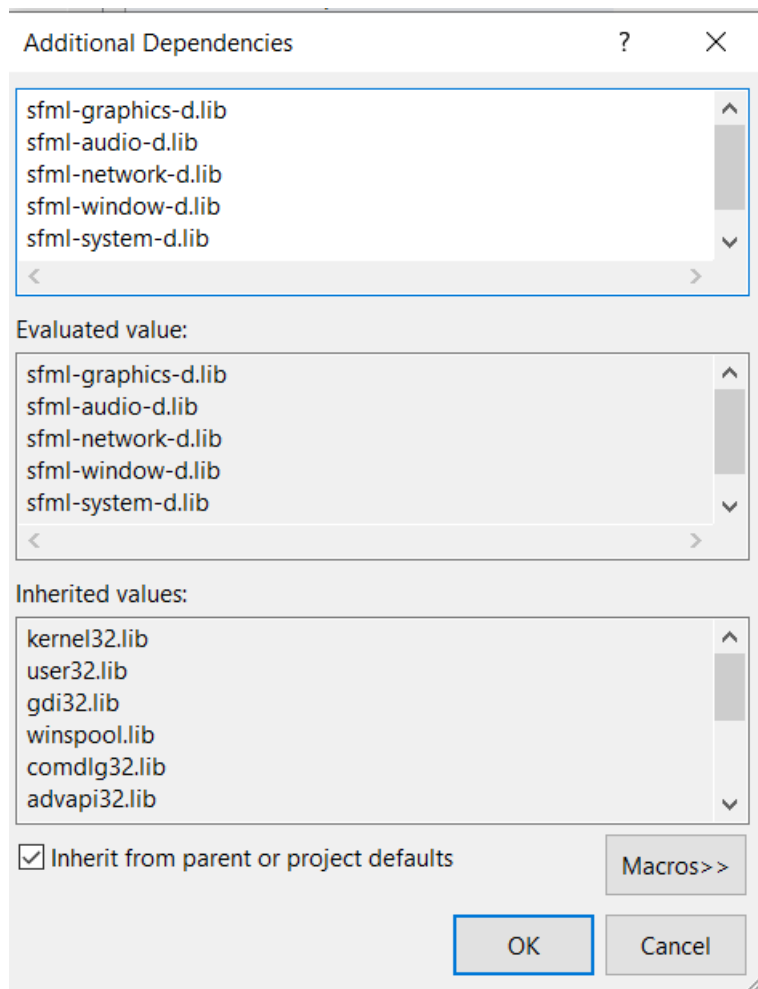 Additional Dependencies ?
sfml-graphics-d.lib
sfml-audio-d.lib
sfml-network-d.lib
sfml-window-d.lib
sfml-system-d.lib
Evaluated value:
sfml-graphics-d.lib
sfml-audio-d.lib
sfml-network-d.lib
sfml-window-d.lib
sfml-system-d.lib
Inherited values:
kernel32.lib
user32.lib
gdi32.lib
winspool.lib
comdlg32.lib
advapi32.lib
Inherit from parent or project defaults
Macros>>
OK Cancel